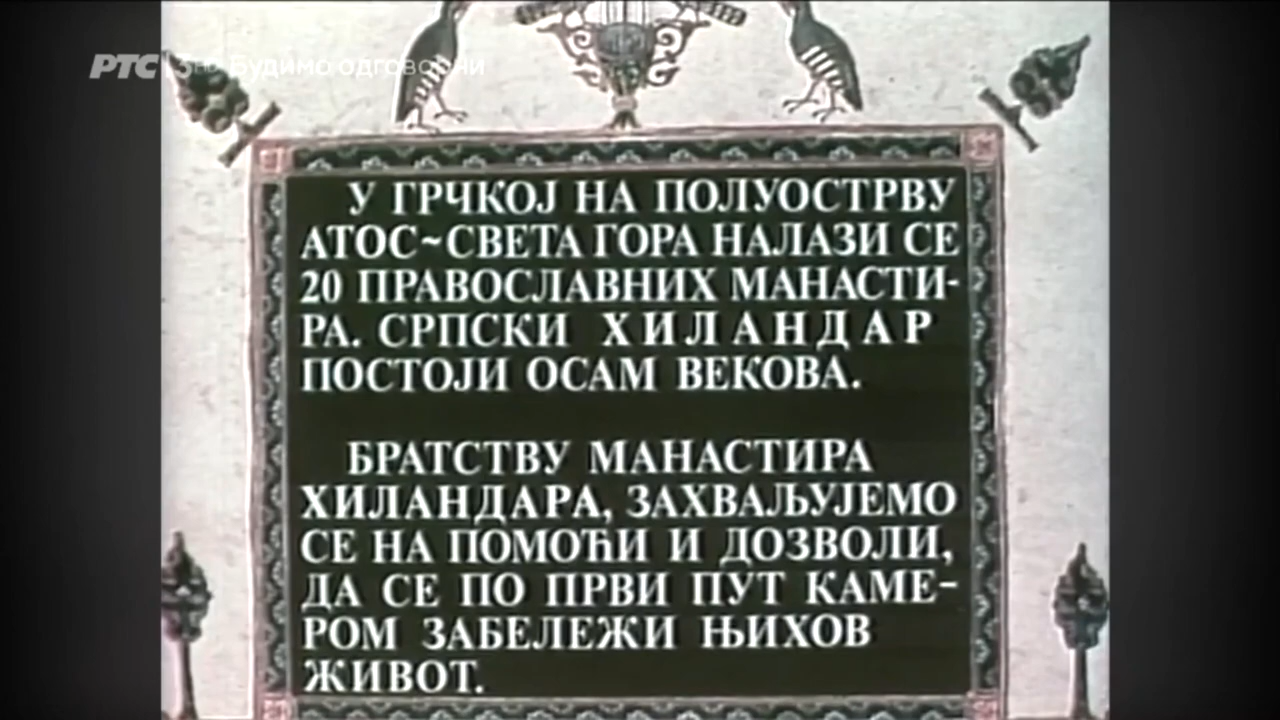 РТС Будимо одговорни
У ГРЧКОЈ НА ПОЛУОСТРВУ
АТОС~СВЕТА ГОРА НАЛАЗИ СЕ
20 ПРАВОСЛАВНИХ МАНАСТИ-
РА. СРПСКИ ХИЛАНДАР
ПОСТОЈИ ОСАМ ВЕКОВА.
БРАТСТВУ МАНАСТИРА
ХИЛАНДАРА, ЗАХВАЉУЈЕМО
СЕ НА ПОМОЋИ И ДОЗВОЛИ,
ДА СЕ ПО ПРВИ ПУТ КАМЕ-
РОМ ЗАБЕЛЕЖИ ЊИХОВ
ЖИВОТ.